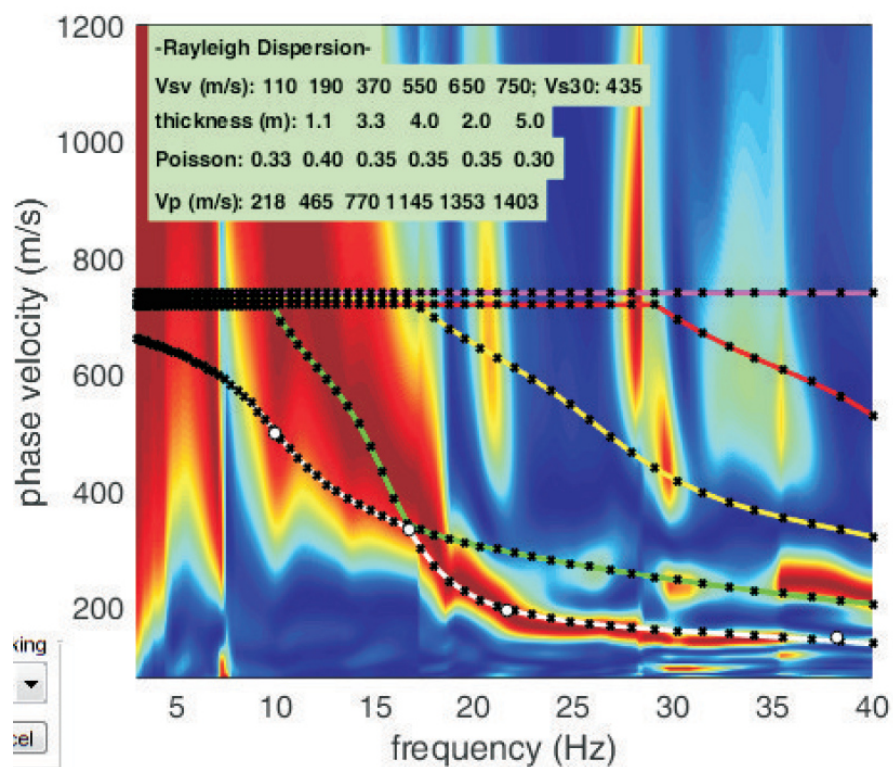 1200
-Rayleigh Dispersion-
Vsv (m/s): 110 190 370 550 650 750; Vs30: 435
thickness (m): 1.1 3.3 4.0 2.0 5.0
1000
Poisson: 0.33 0.40 0.35 0.35 0.35 0.30
Vp (m/s): 218 465 770 1145 1353 1403
800
phase velocity (m/s)
600
400
200
king
cel
5 10 15 20 25 30 35 40
frequency (Hz)